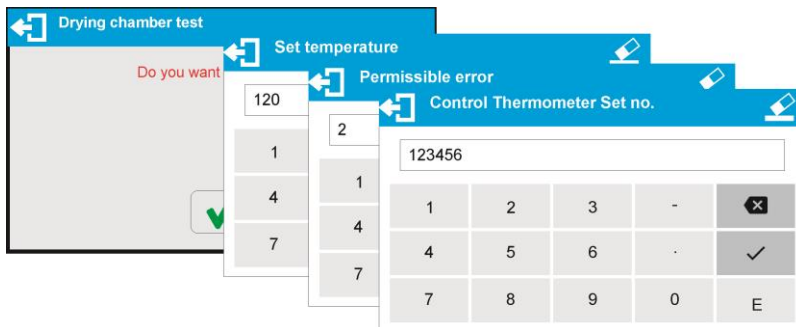 Drying chamber test
Do you want
Set temperature
120
1
4
7
Permissible error
2
1
4
7
Control Thermometer Set no.
123456
1 2 3 -
4 5 6 .
7 8 9 0 E